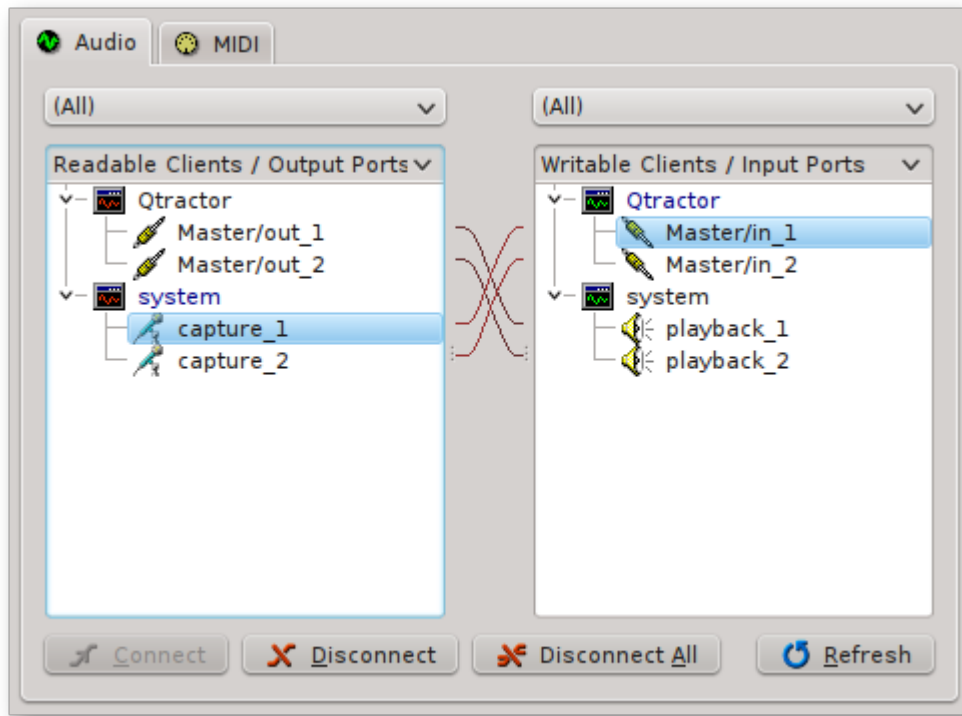 Audio MIDI
(All) (All)
Readable Clients / Output Ports Writable Clients / Input Ports
Qtractor Qtractor
Master/out_1 Master/in_1
Master/out_2 Master/in_2
system system
capture_1 playback_1
capture_2 playback_2
Connect Disconnect Disconnect All Refresh